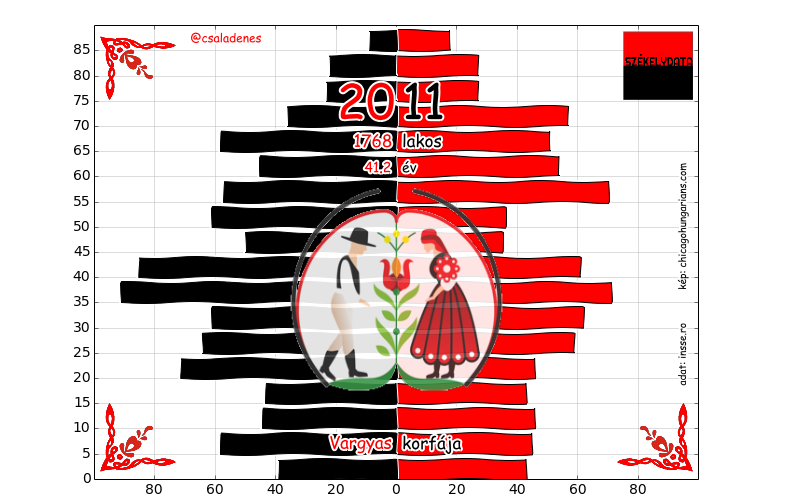 @csaladenes
SZÉKELYDATA
2011
1768 lakos
41,2 év
kép: chicagohungarians.com
adat: insse.ro
Vargyas korfája
85
80
75
70
65
60
55
50
45
40
35
30
25
20
15
10
5
0
80 60 40 20 0 20 40 60 80